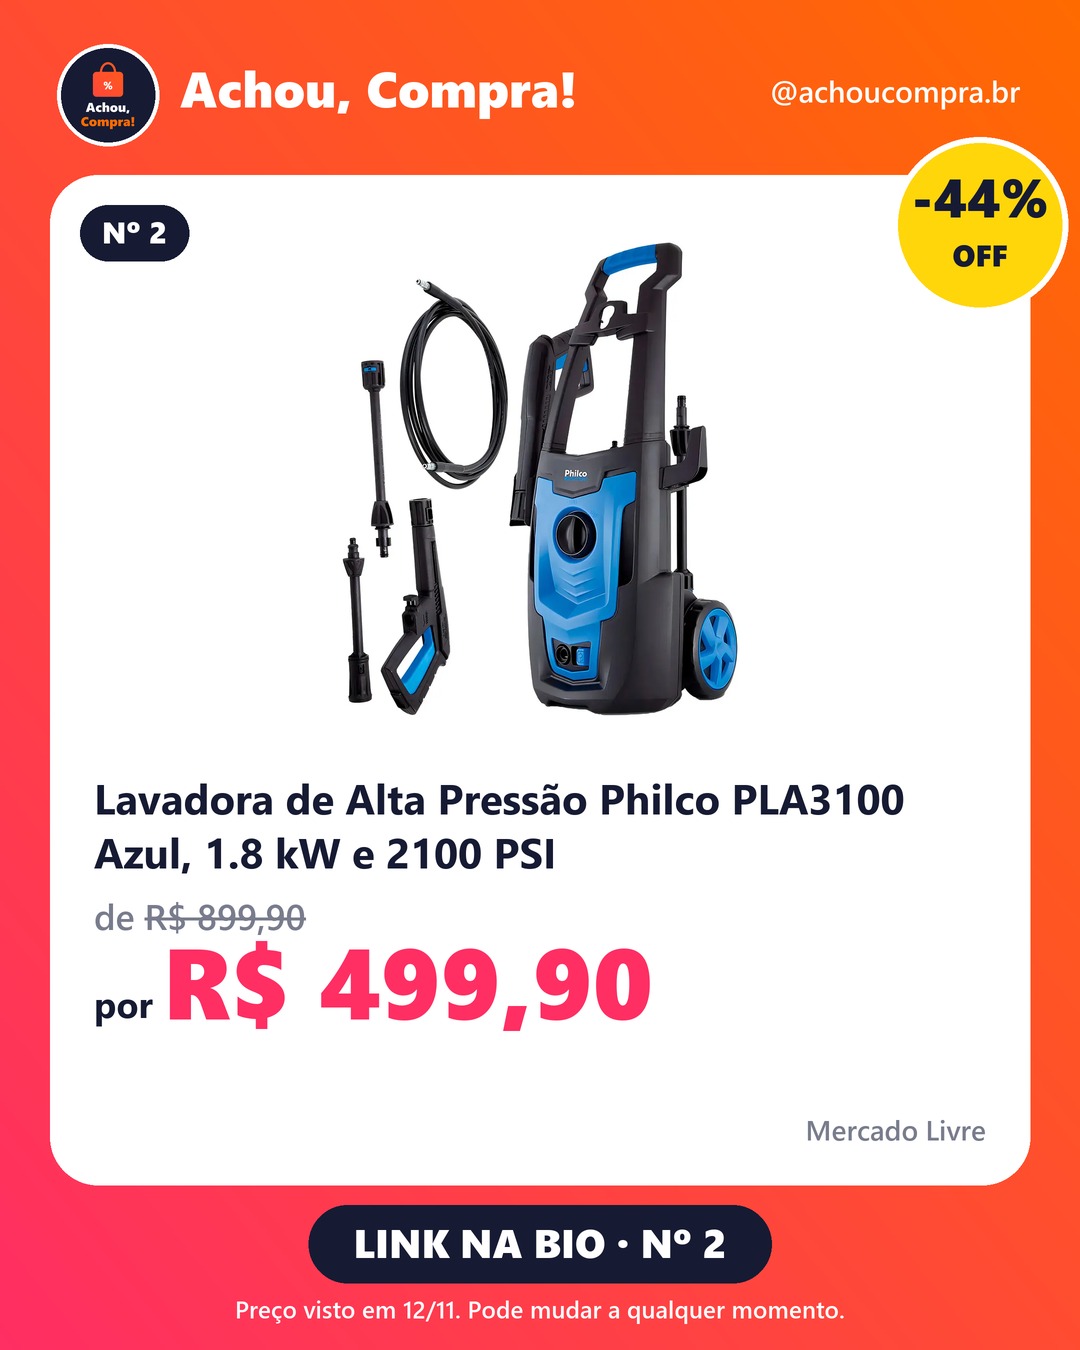 %
Achou,
Compra!
Achou, Compra!
@achoucompra.br
-44%
OFF
Nº 2
Philco
Lavadora de Alta Pressão Philco PLA3100
Azul, 1.8 kW e 2100 PSI
de R$ 899,90
por R$ 499,90
Mercado Livre
LINK NA BIO · Nº 2
Preço visto em 12/11. Pode mudar a qualquer momento.